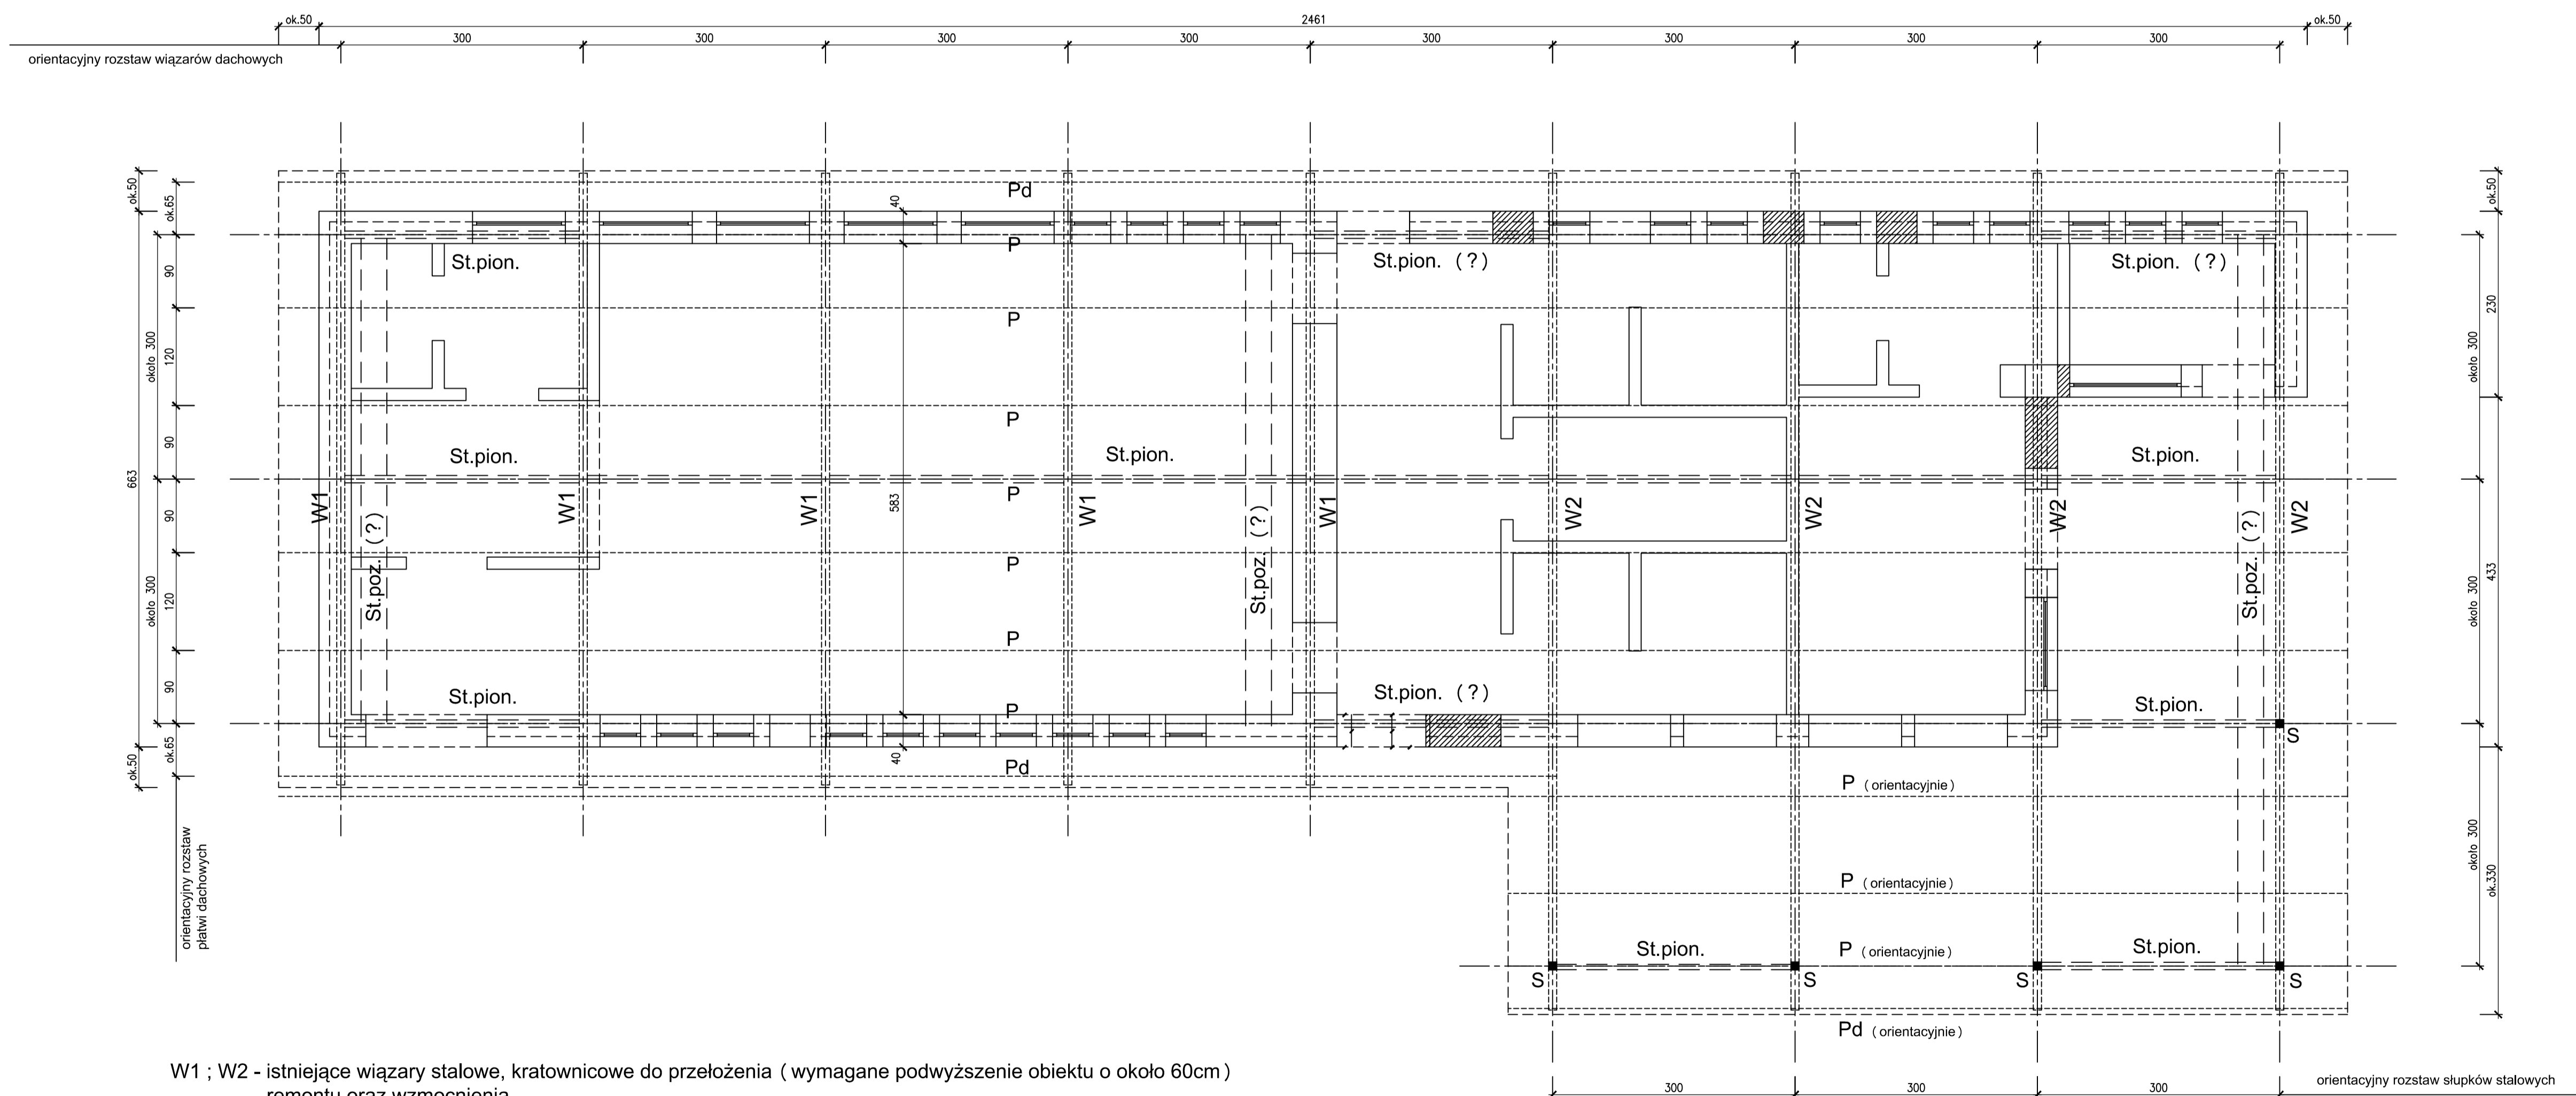 ok.50 2461 ok.50
300 300 300 300 300 300 300 300
orientacyjny rozstaw wiązarów dachowych
ok.50 ok.65 Pd 40 ok.50
P
St.pion. St.pion. (?) St.pion. (?)
90 230
P
około 300 120 około 300
P
90 St.pion. St.pion. St.pion.
663 W1 W1 W1 583 P W1 W1 W2 W2 W2 W2
90
St.poz. (?) St.poz. (?) St.poz. (?)
P
433
około 300 120 około 300
P
90 St.pion. St.pion. (?) St.pion.
P
S
ok.50 ok.65 40 Pd
P (orientacyjnie)
orientacyjny rozstaw
płatwi dachowych
około 300 ok.330
P (orientacyjnie)
St.pion. P (orientacyjnie) St.pion.
S S S S
Pd (orientacyjnie)
W1 ; W2 - istniejące wiązary stalowe, kratownicowe do przełożenia (wymagane podwyższenie obiektu o około 60cm)
remontu oraz wzmocnienia
300 300 300
orientacyjny rozstaw słupków stalowych